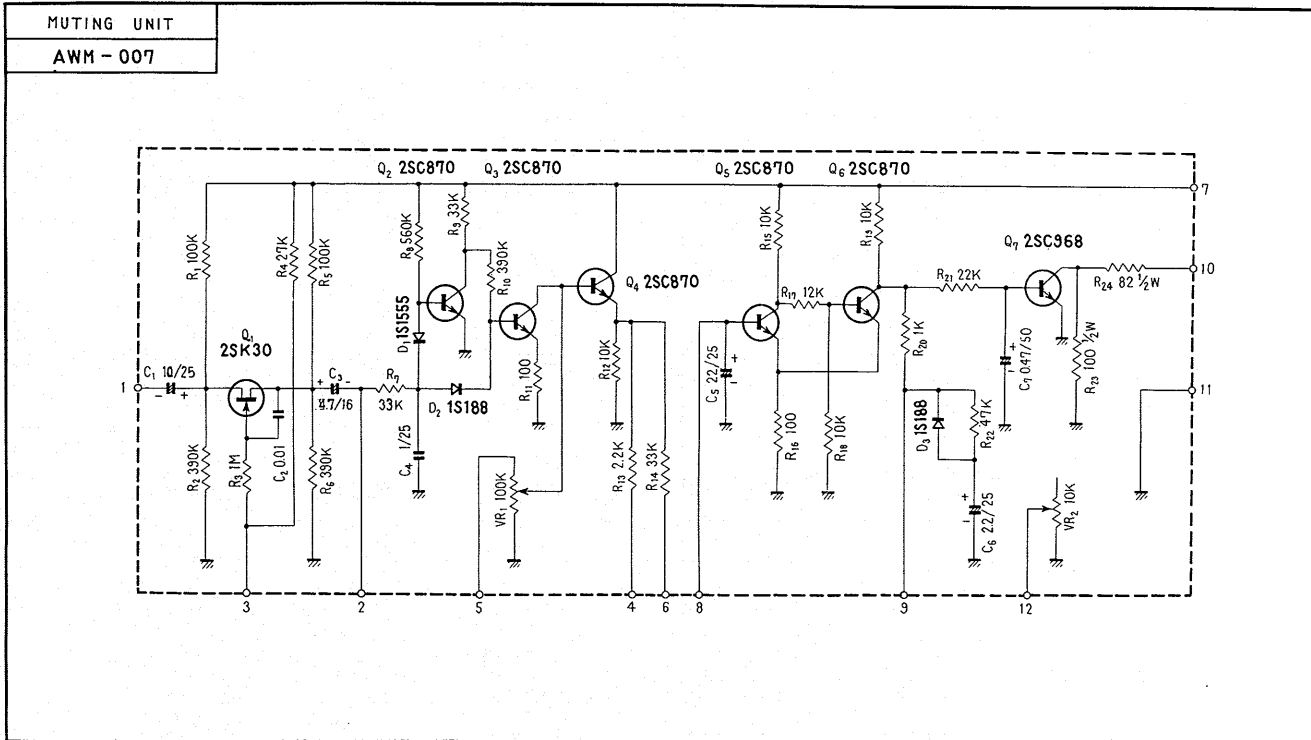 MUTING UNIT
AWM-007
Q2 2SC870
Q3 2SC870
Q5 2SC870
Q6 2SC870
7
R9 33K
R8 560K
R15 10K
R19 10K
R1 100K
R4 27K
R5 100K
R10 390K
Q7 2SC968
Q4 2SC870
R21 22K
10
R24 82 ½W
R17 12K
D1 1S1555
Q1
2SK30
R20 1K
C7 0.47/50
R23 100 ½W
C1 10/25
C3
4.7/16
R7
33K
D2 1S188
R11 100
R12 10K
C5 22/25
1
11
R2 390K
R3 1M
C2 0.01
R6 390K
C4 1/25
R16 100
R18 10K
D3 1S188
R22 47K
VR1 100K
R13 2.2K
R14 33K
C6 2.2/25
VR2 10K
3
2
5
4
6
8
9
12
+
-
+
-
+
-
+
-
+
-